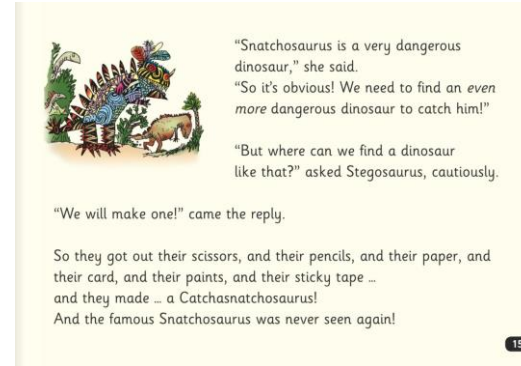 “Snatchosaurus is a very dangerous
dinosaur,” she said.
“So it’s obvious! We need to find an even
more dangerous dinosaur to catch him!”
“But where can we find a dinosaur
like that?” asked Stegosaurus, cautiously.
“We will make one!” came the reply.
So they got out their scissors, and their pencils, and their paper, and
their card, and their paints, and their sticky tape ...
and they made ... a Catchasnatchosaurus!
And the famous Snatchosaurus was never seen again!
15